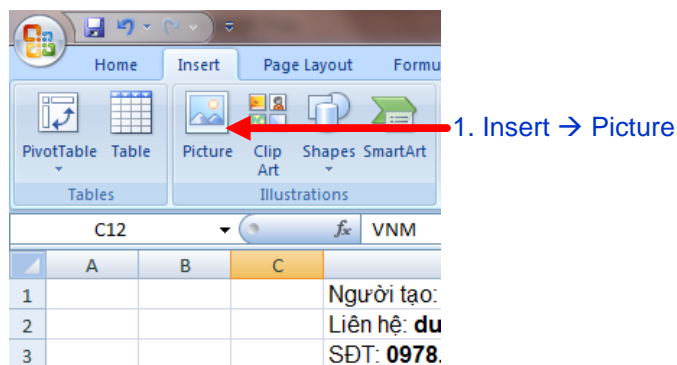 Home Insert Page Layout Formu
PivotTable Table Picture Clip Art Shapes SmartArt
1. Insert → Picture
Tables Illustrations
C12 fx VNM
A B C
1 Người tạo:
2 Liên hệ: du
3 SĐT: 0978.